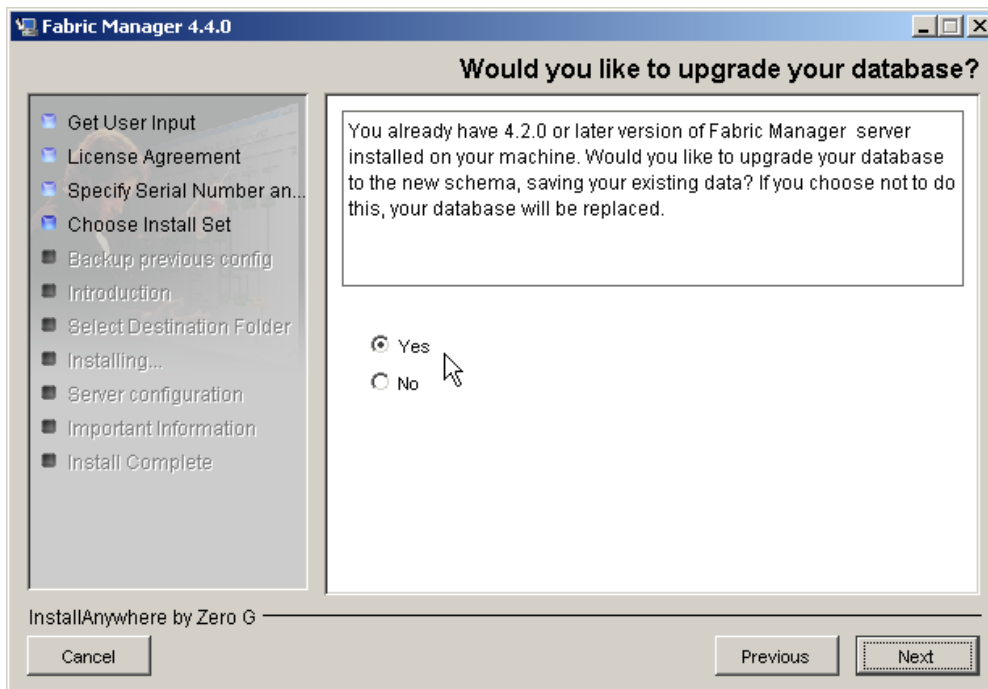 Fabric Manager 4.4.0
Would you like to upgrade your database?
Get User Input
License Agreement
Specify Serial Number an...
Choose Install Set
Backup previous config
Introduction
Select Destination Folder
Installing...
Server configuration
Important Information
Install Complete
You already have 4.2.0 or later version of Fabric Manager server
installed on your machine. Would you like to upgrade your database
to the new schema, saving your existing data? If you choose not to do
this, your database will be replaced.
Yes
No
InstallAnywhere by Zero G
Cancel
Previous
Next